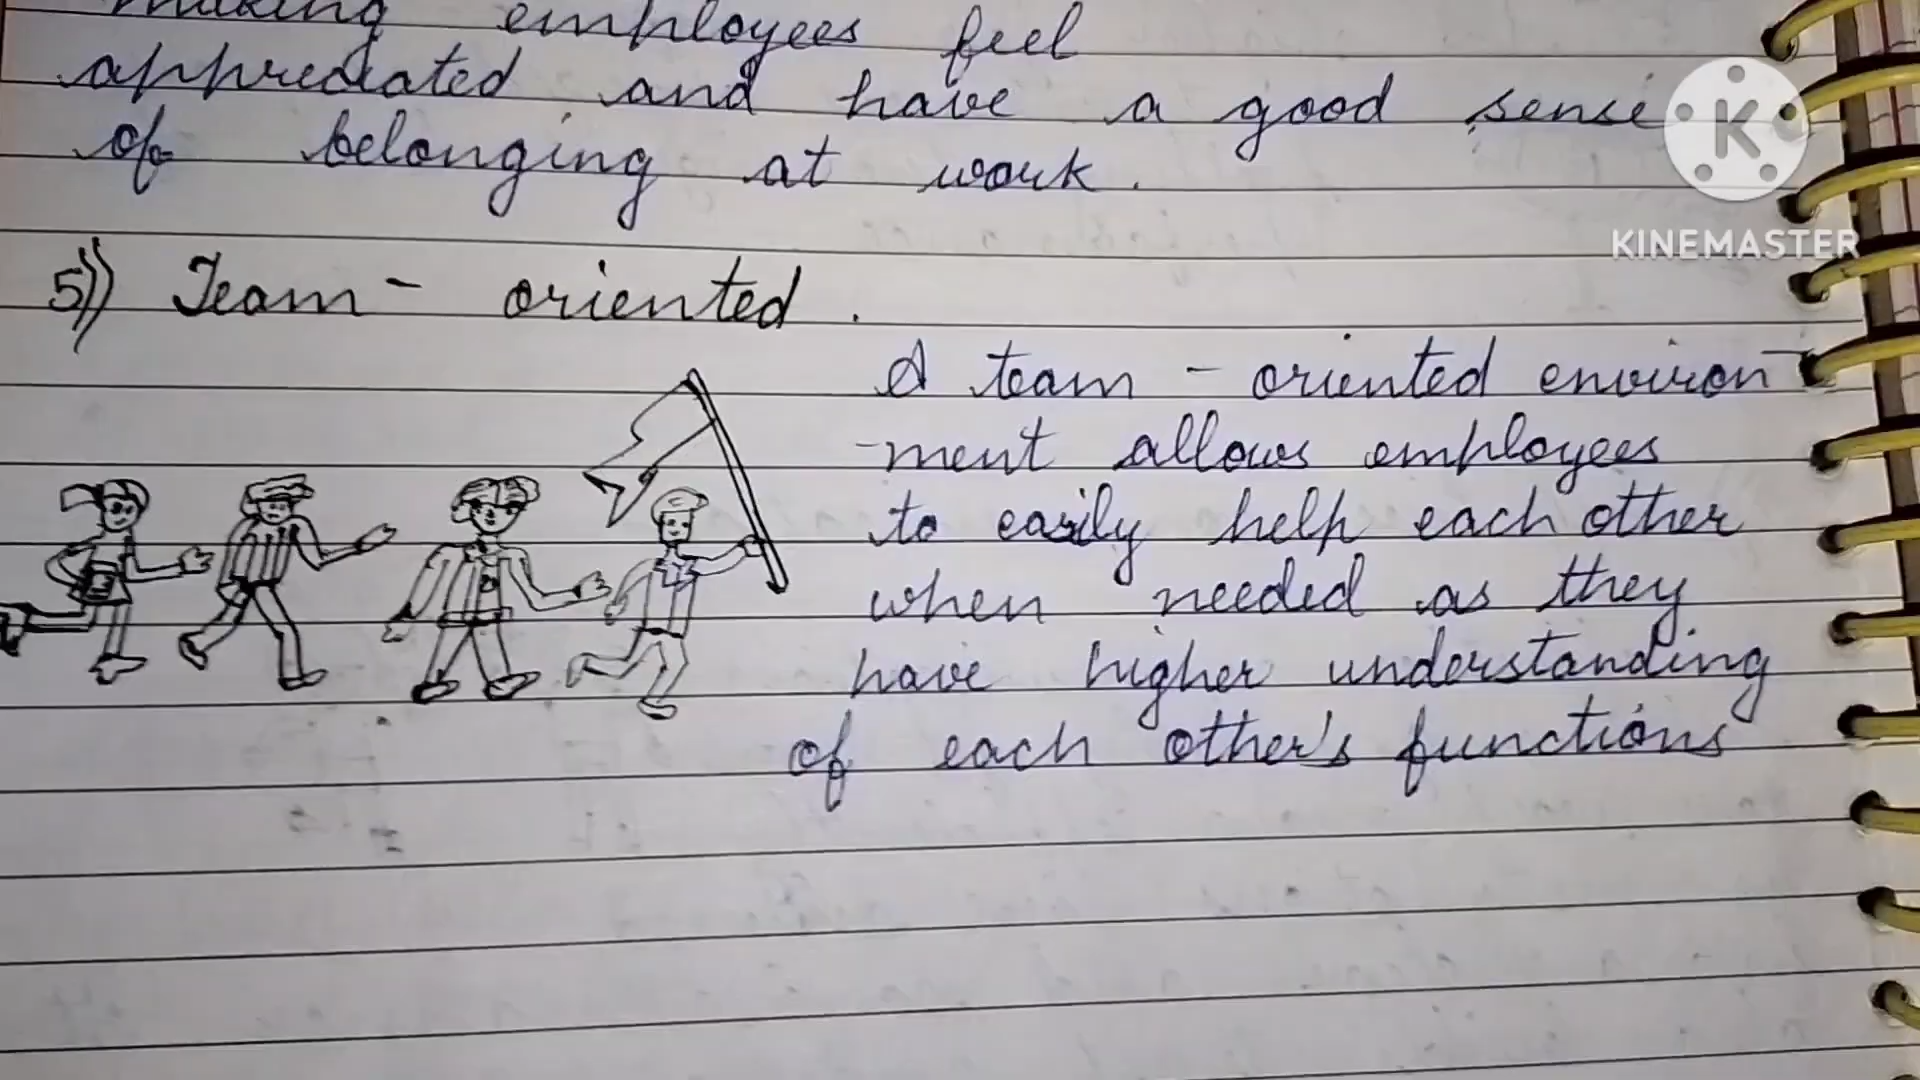 making employees feel
appreciated and have a good sense
of belonging at work.
5)) Team - oriented.
A team - oriented environ
-ment allows employees
to easily help each other
when needed as they
have higher understanding
of each other's functions
K
KINEMASTER